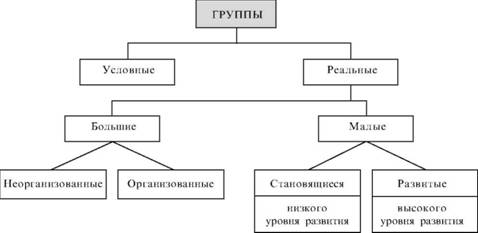 ГРУППЫ
Условные
Реальные
Большие
Малые
Неорганизованные
Организованные
Становящиеся
Развитые
низкого
уровня развития
высокого
уровня развития